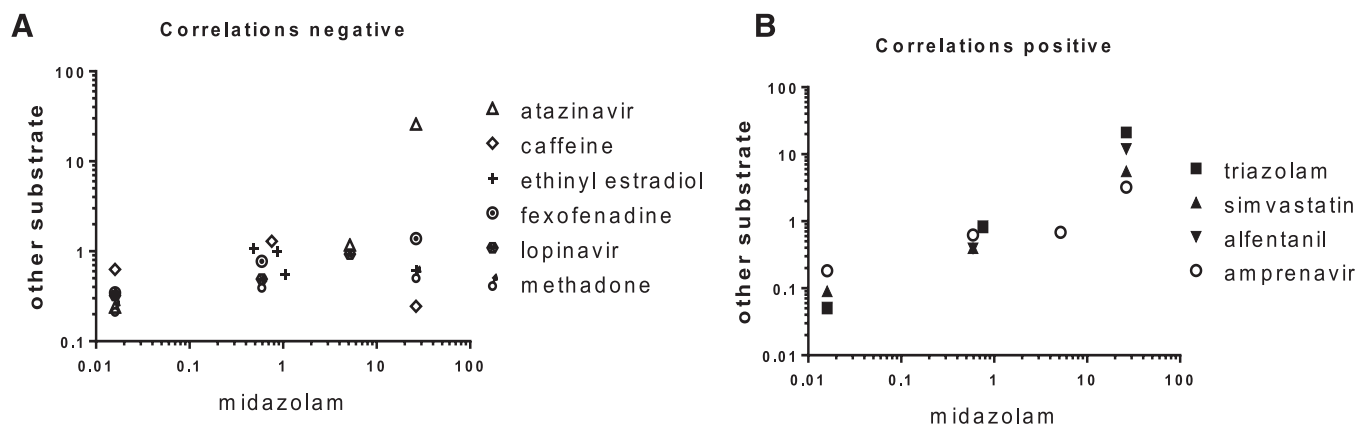 A
Correlations negative
100
10
1
0.1
other substrate
0.01
0.1
1
10
100
midazolam
atazinavir
caffeine
ethinyl estradiol
fexofenadine
lopinavir
methadone
B
Correlations positive
100
10
1
0.1
0.01
other substrate
0.01
0.1
1
10
100
midazolam
triazolam
simvastatin
alfentanil
amprenavir